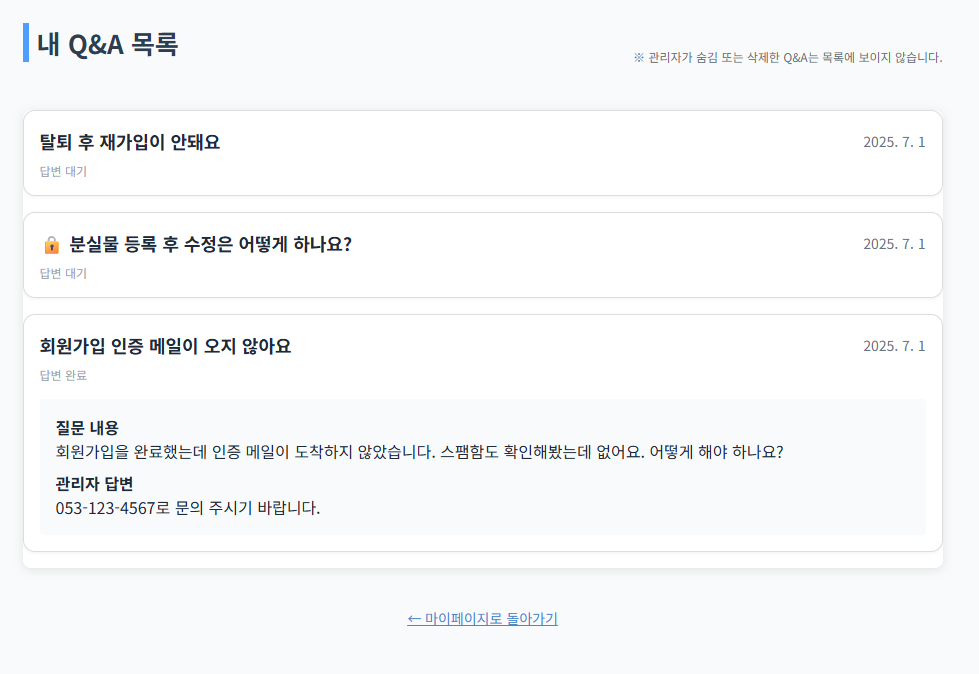 내 Q&A 목록
※ 관리자가 숨김 또는 삭제한 Q&A는 목록에 보이지 않습니다.
탈퇴 후 재가입이 안돼요
2025. 7. 1
답변 대기
🔒 분실물 등록 후 수정은 어떻게 하나요?
2025. 7. 1
답변 대기
회원가입 인증 메일이 오지 않아요
2025. 7. 1
답변 완료
질문 내용
회원가입을 완료했는데 인증 메일이 도착하지 않았습니다. 스팸함도 확인해봤는데 없어요. 어떻게 해야 하나요?
관리자 답변
053-123-4567로 문의 주시기 바랍니다.
← 마이페이지로 돌아가기